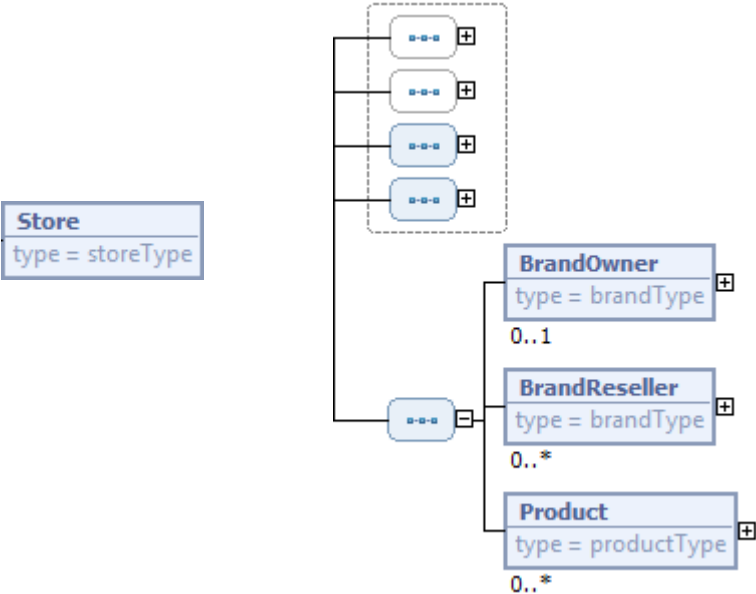 Store
type = storeType
BrandOwner
type = brandType
0..1
BrandReseller
type = brandType
0..*
Product
type = productType
0..*